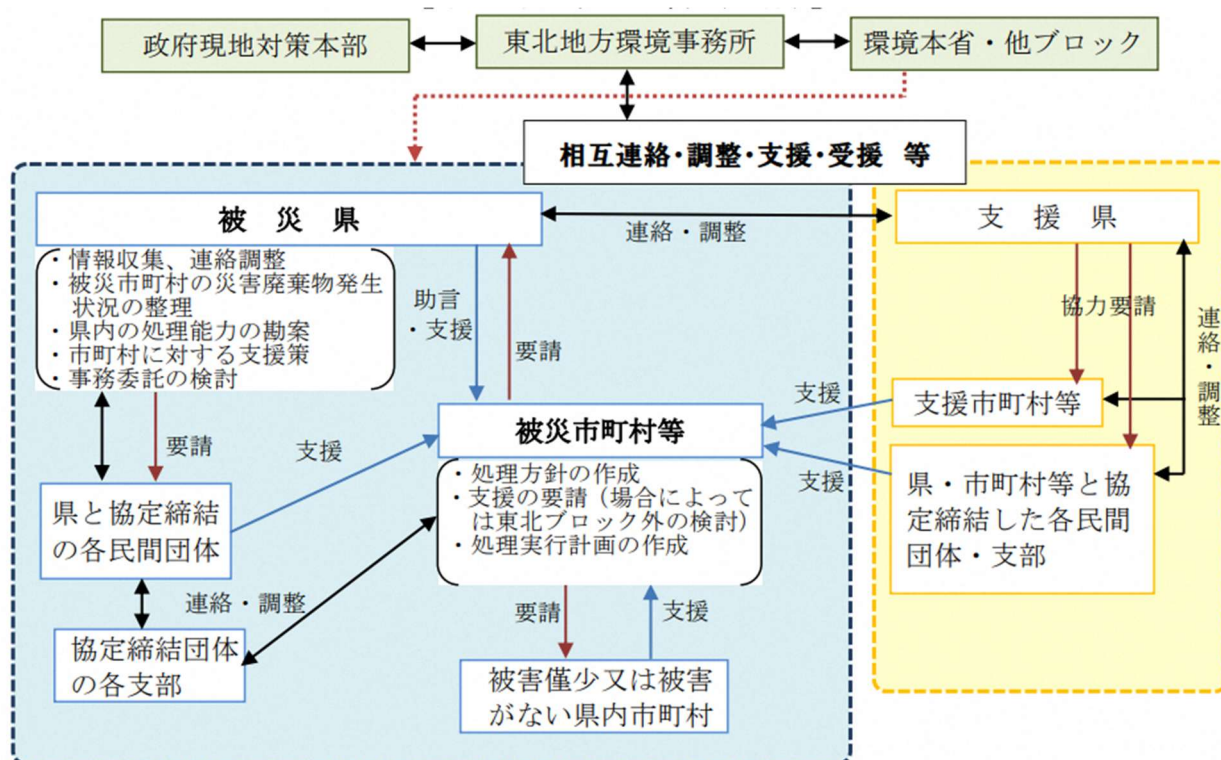 政府現地対策本部
東北地方環境事務所
環境本省・他ブロック
相互連絡・調整・支援・受援 等
被 災 県
・情報収集、連絡調整
・被災市町村の災害廃棄物発生
状況の整理
・県内の処理能力の勘案
・市町村に対する支援策
・事務委託の検討
助言
・支援
要請
連絡・調整
支 援 県
協力要請
連絡・調整
要請
支援
被災市町村等
・処理方針の作成
・支援の要請（場合によって
は東北ブロック外の検討）
・処理実行計画の作成
支援
支援市町村等
支援
県・市町村等と協
定締結した各民間
団体・支部
県と協定締結
の各民間団体
連絡・調整
協定締結団体
の各支部
要請
支援
被害僅少又は被害
がない県内市町村